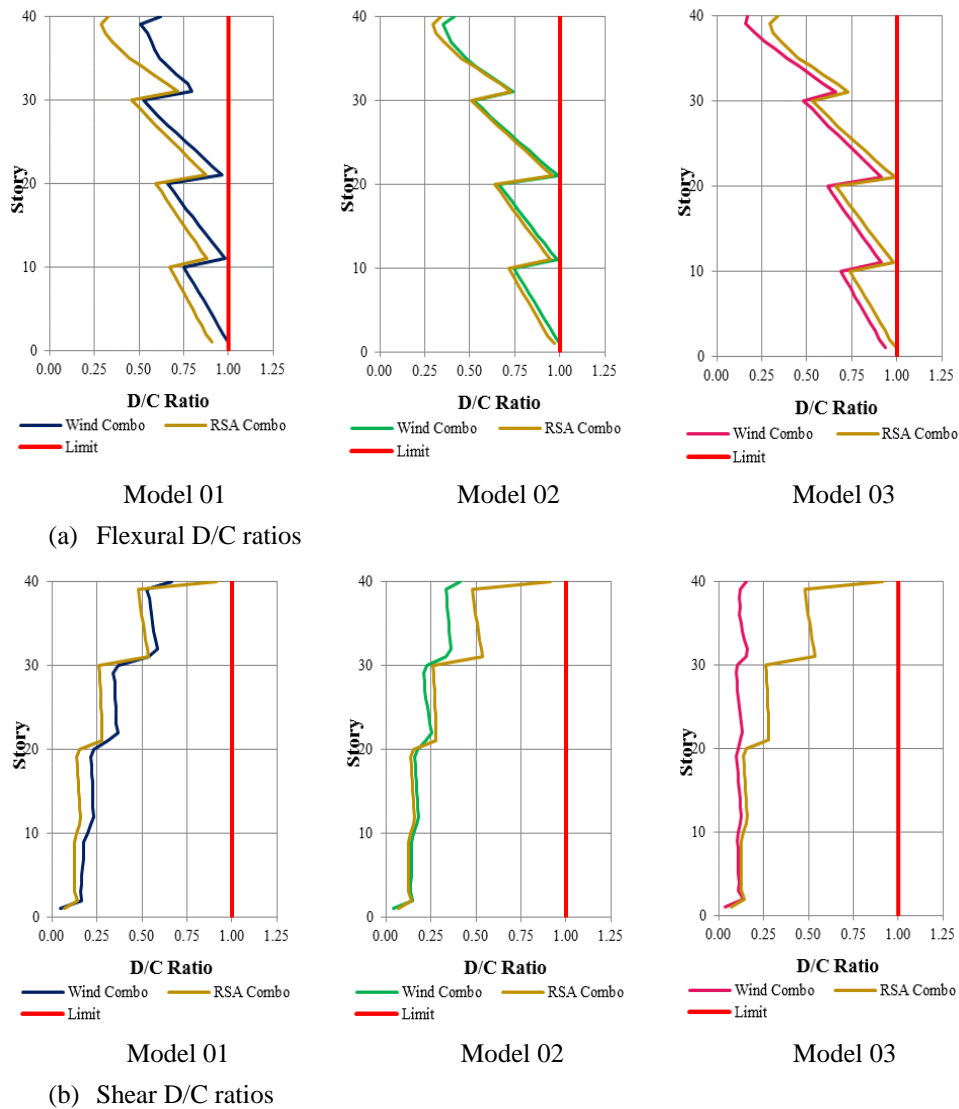 40
30
20
10
0
Story
0.00 0.25 0.50 0.75 1.00 1.25
D/C Ratio
Wind Combo RSA Combo
Limit
Model 01
40
30
20
10
0
Story
0.00 0.25 0.50 0.75 1.00 1.25
D/C Ratio
Wind Combo RSA Combo
Limit
Model 02
40
30
20
10
0
Story
0.00 0.25 0.50 0.75 1.00 1.25
D/C Ratio
Wind Combo RSA Combo
Limit
Model 03
(a) Flexural D/C ratios
40
30
20
10
0
Story
0.00 0.25 0.50 0.75 1.00 1.25
D/C Ratio
Wind Combo RSA Combo
Limit
Model 01
40
30
20
10
0
Story
0.00 0.25 0.50 0.75 1.00 1.25
D/C Ratio
Wind Combo RSA Combo
Limit
Model 02
40
30
20
10
0
Story
0.00 0.25 0.50 0.75 1.00 1.25
D/C Ratio
Wind Combo RSA Combo
Limit
Model 03
(b) Shear D/C ratios